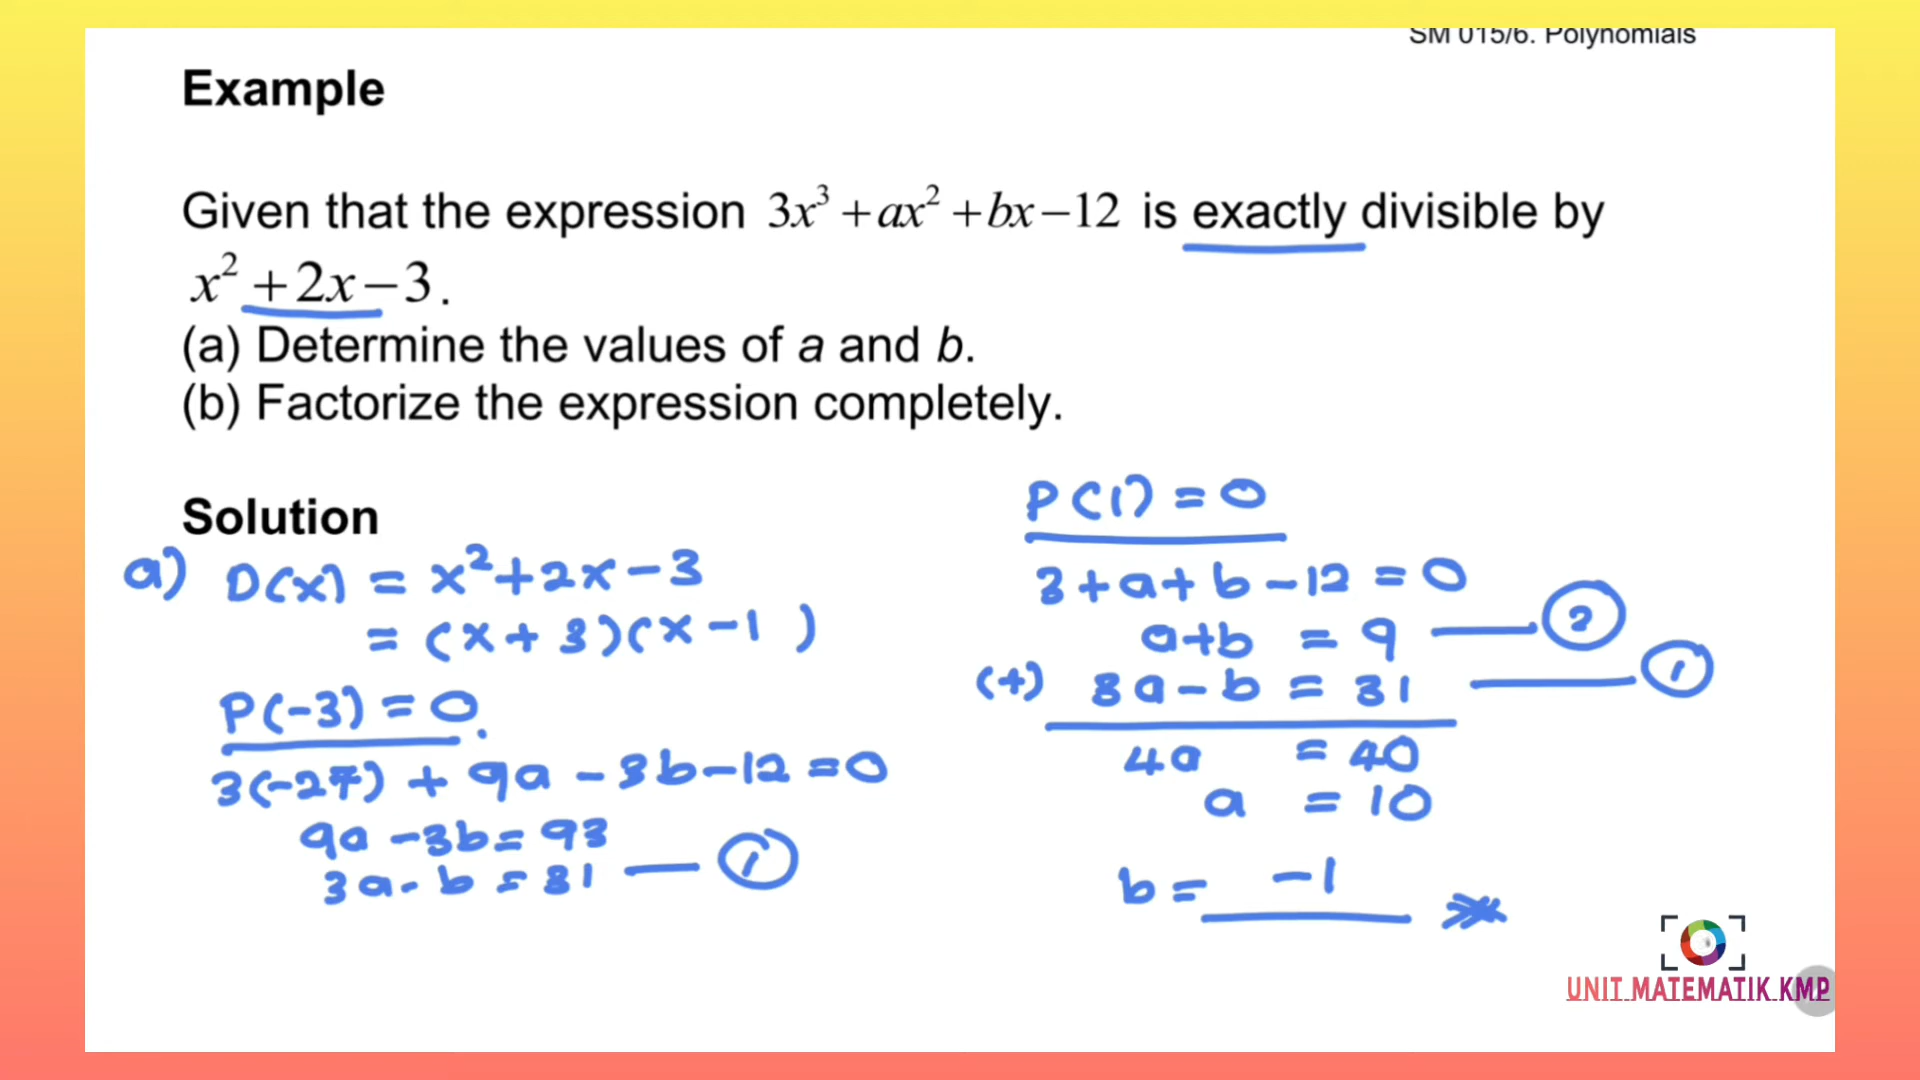 SM 015/6. Polynomials
Example
Given that the expression 3x³ + ax² + bx − 12 is exactly divisible by
x² + 2x − 3.
(a) Determine the values of a and b.
(b) Factorize the expression completely.
Solution
a) D(x) = x² + 2x − 3
= (x + 3)(x − 1)
P(−3) = 0.
3(−27) + 9a − 3b − 12 = 0
9a − 3b = 93
3a − b = 31 — ①
P(1) = 0
3 + a + b − 12 = 0
a + b = 9 — ②
(+) 3a − b = 31 — ①
4a = 40
a = 10
b = −1
UNIT MATEMATIK KMP